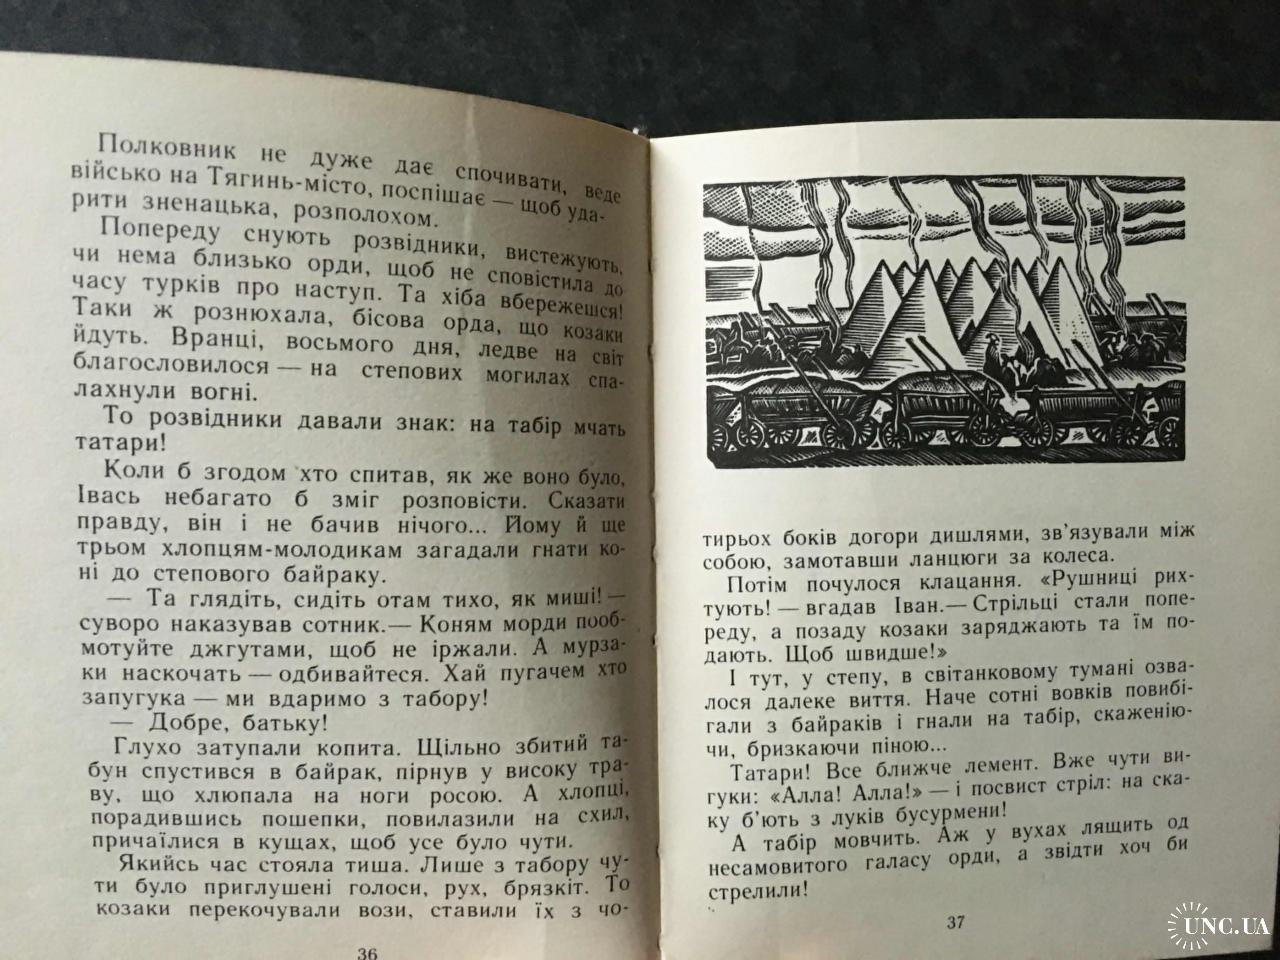 Полковник не дуже дає спочивати, веде
військо на Тягинь-місто, поспішає — щоб уда-
рити зненацька, розполохом.
Попереду снують розвідники, вистежують,
чи нема близько орди, щоб не сповістила до
часу турків про наступ. Та хіба вбережешся!
Таки ж рознюхала, бісова орда, що козаки
йдуть. Вранці, восьмого дня, ледве на світ
благословилося — на степових могилах спа-
лахнули вогні.
То розвідники давали знак: на табір мчать
татари!
Коли б згодом хто спитав, як же воно було,
Івась небагато б зміг розповісти. Сказати
правду, він і не бачив нічого... Йому й ще
трьом хлопцям-молодикам загадали гнати ко-
ні до степового байраку.
— Та глядіть, сидіть отам тихо, як миші! —
суворо наказував сотник.— Коням морди пооб-
мотуйте джгутами, щоб не іржали. А мурза-
ки наскочать — одбивайтеся. Хай пугачем хто
запугука — ми вдаримо з табору!
— Добре, батьку!
Глухо затупали копита. Щільно збитий та-
бун спустився в байрак, пірнув у високу тра-
ву, що хлюпала на ноги росою. А хлопці,
порадившись пошепки, повилазили на схил,
причаїлися в кущах, щоб усе було чути.
Якийсь час стояла тиша. Лише з табору чу-
ти було приглушені голоси, рух, брязкіт. То
козаки перекочували вози, ставили їх з чо-
36
тирьох боків догори дишлями, зв'язували між
собою, замотавши ланцюги за колеса.
Потім почулося клацання. «Рушниці рих-
тують! — вгадав Іван.— Стрільці стали попе-
реду, а позаду козаки заряджають та їм по-
дають. Щоб швидше!»
І тут, у степу, в світанковому тумані озва-
лося далеке виття. Наче сотні вовків повибі-
гали з байраків і гнали на табір, скаженію-
чи, бризкаючи піною...
Татари! Все ближче лемент. Вже чути ви-
гуки: «Алла! Алла!» — і посвист стріл: на ска-
ку б'ють з луків бусурмени!
А табір мовчить. Аж у вухах лящить од
несамовитого галасу орди, а звідти хоч би
стрелили!
37
UNC.UA